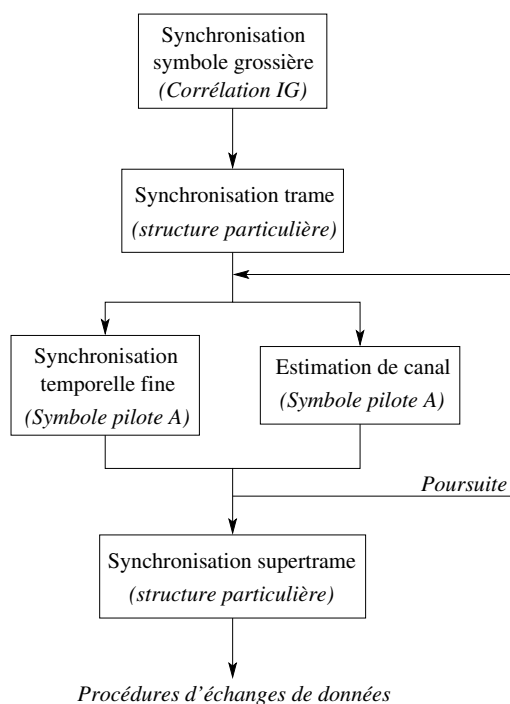 Synchronisation
symbole grossière
(Corrélation IG)
Synchronisation trame
(structure particulière)
Synchronisation
temporelle fine
(Symbole pilote A)
Estimation de canal
(Symbole pilote A)
Poursuite
Synchronisation supertrame
(structure particulière)
Procédures d'échanges de données